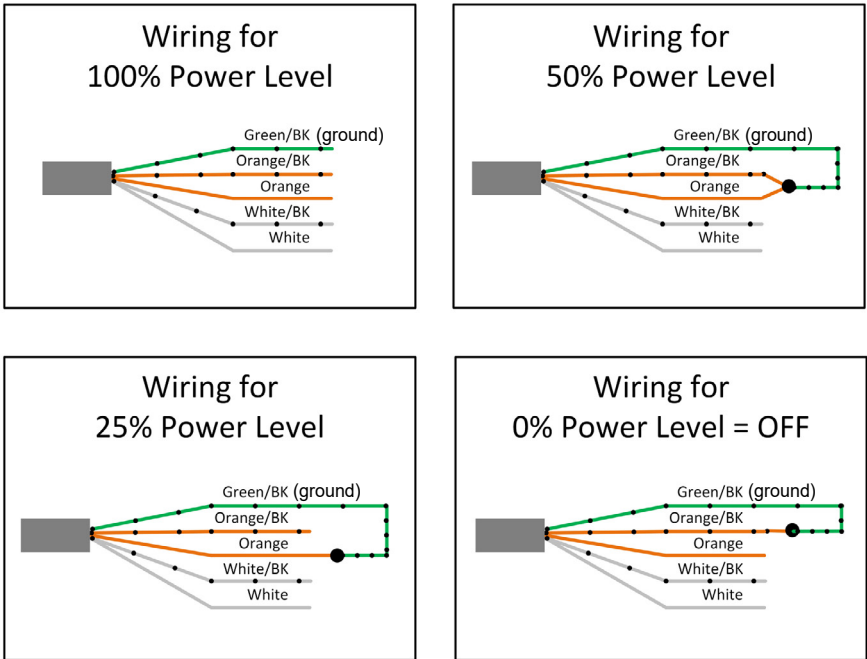 Wiring for
100% Power Level
Green/BK (ground)
Orange/BK
Orange
White/BK
White
Wiring for
50% Power Level
Green/BK (ground)
Orange/BK
Orange
White/BK
White
Wiring for
25% Power Level
Green/BK (ground)
Orange/BK
Orange
White/BK
White
Wiring for
0% Power Level = OFF
Green/BK (ground)
Orange/BK
Orange
White/BK
White